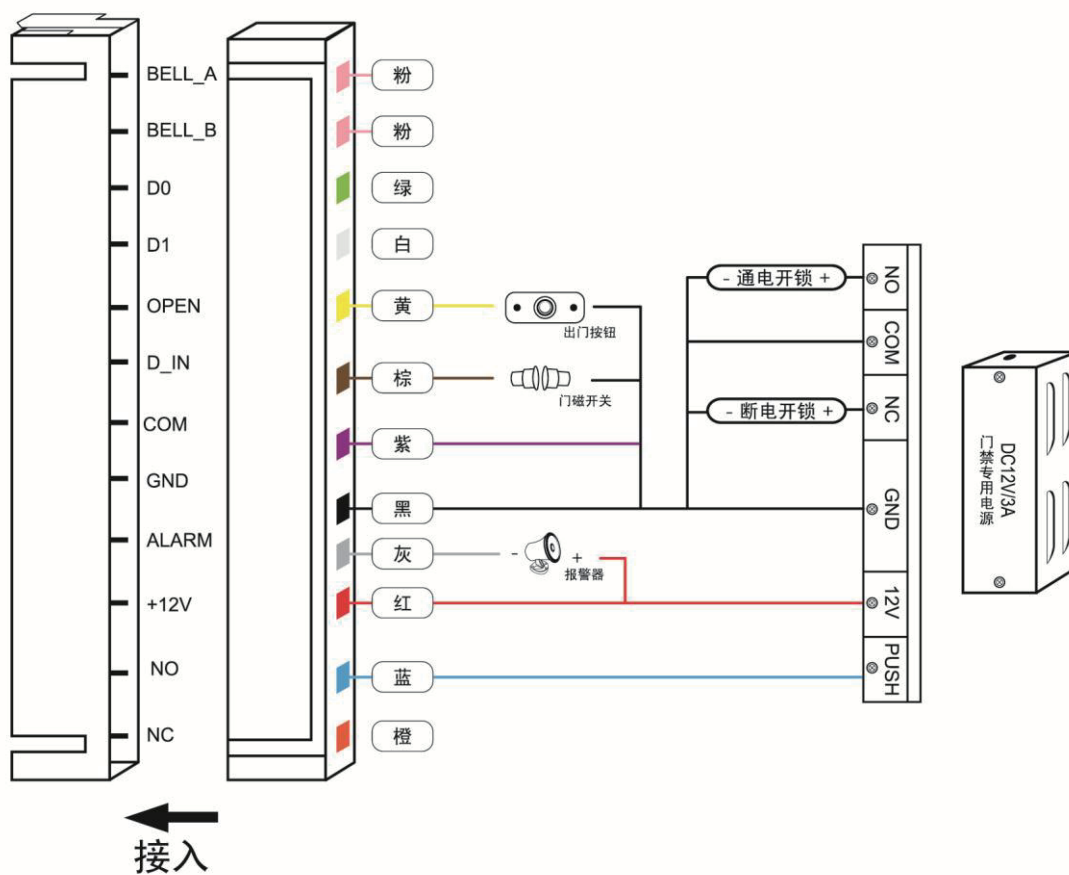 BELL_A
粉
BELL_B
粉
D0
绿
D1
白
- 通电开锁 +
NO
OPEN
黄
出门按钮
COM
D_IN
棕
门磁开关
- 断电开锁 +
NC
COM
紫
GND
黑
GND
DC12V/3A
门禁专用电源
ALARM
灰
- +
报警器
+12V
红
12V
NO
蓝
PUSH
NC
橙
接入